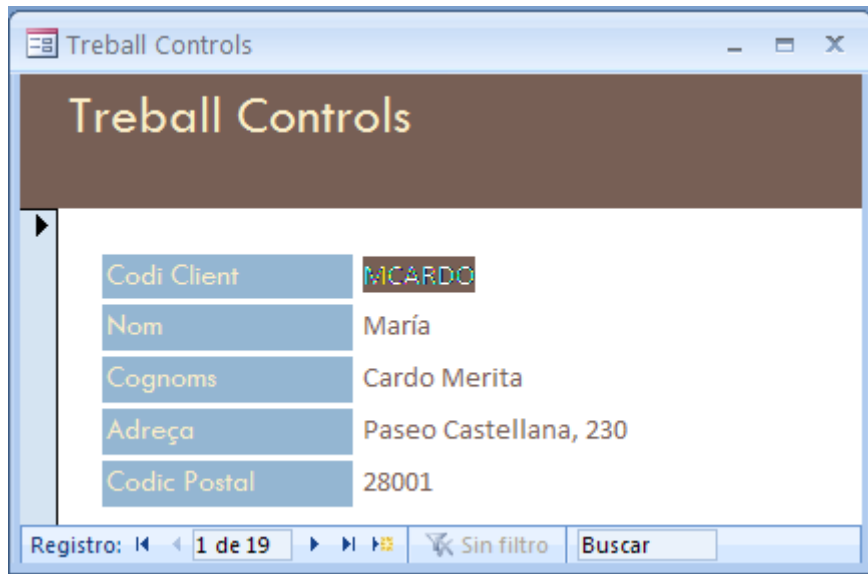 Treball Controls
Treball Controls
Codi Client MCARDO
Nom María
Cognoms Cardo Merita
Adreça Paseo Castellana, 230
Codic Postal 28001
Registro: 1 de 19 Sin filtro Buscar